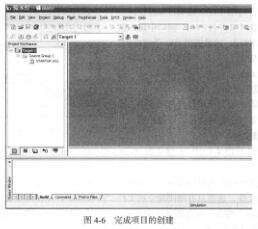 File Edit View Project Debug Flash Peripherals Tools SVCS Window Help
Target 1
Project Workspace
Target 1
Source Group 1
STARTUP.A51
Build Command Find in Files
Simulation
图 4-6 完成项目的创建